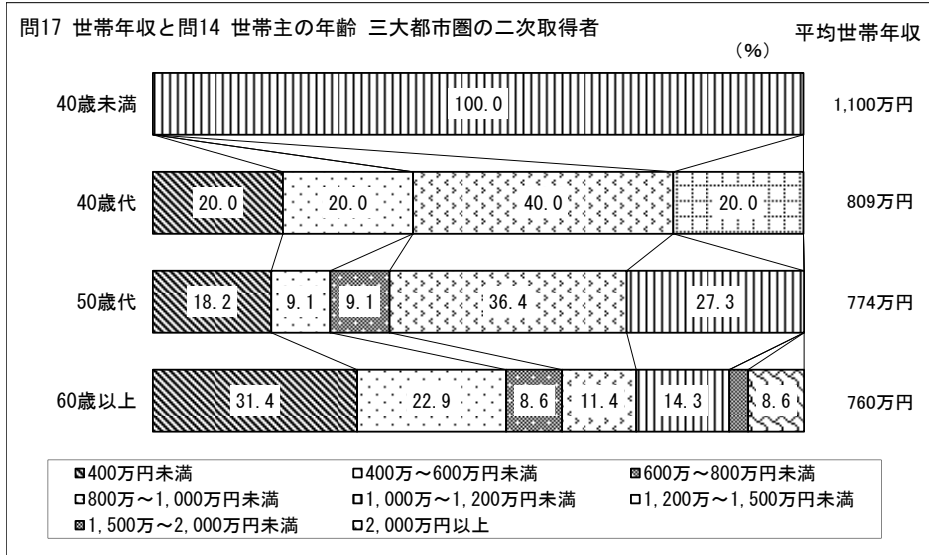 問17 世帯年収と問14 世帯主の年齢 三大都市圏の二次取得者
平均世帯年収
(%)
40歳未満 100.0 1,100万円
40歳代 20.0 20.0 40.0 20.0 809万円
50歳代 18.2 9.1 9.1 36.4 27.3 774万円
60歳以上 31.4 22.9 8.6 11.4 14.3 8.6 760万円
400万円未満 400万～600万円未満 600万～800万円未満
800万～1,000万円未満 1,000万～1,200万円未満 1,200万～1,500万円未満
1,500万～2,000万円未満 2,000万円以上